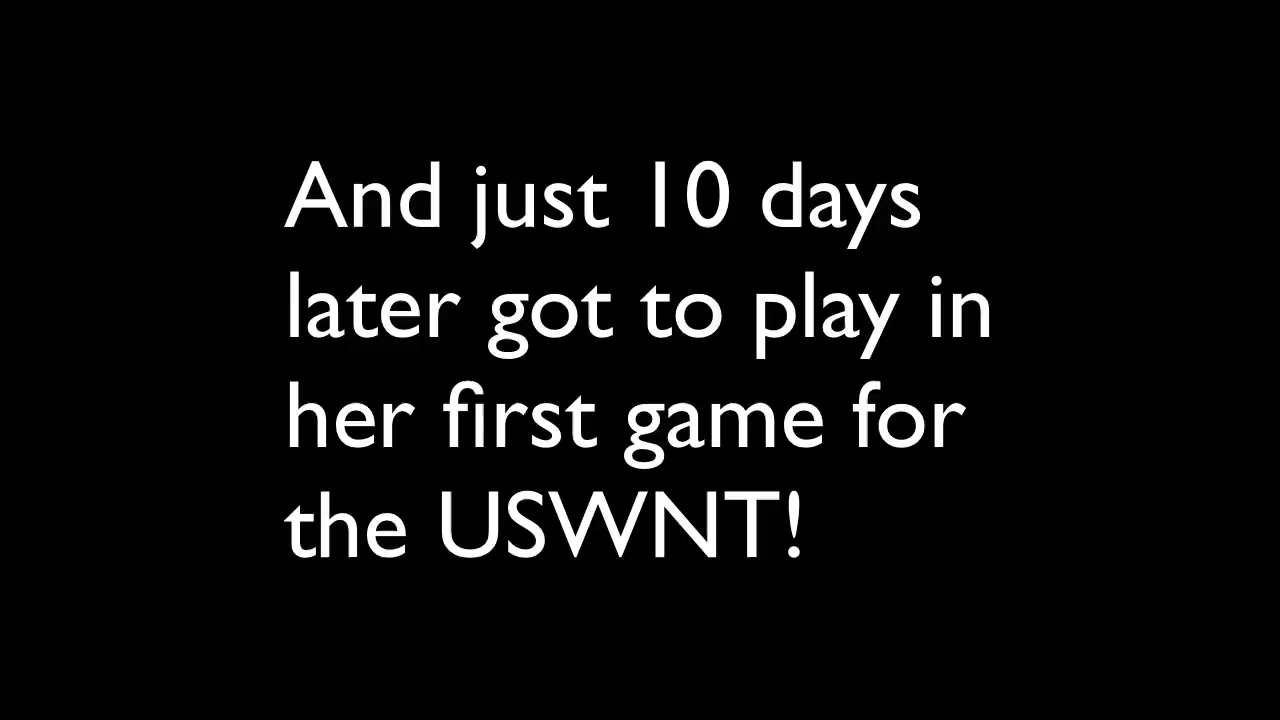 And just 10 days
later got to play in
her first game for
the USWNT!